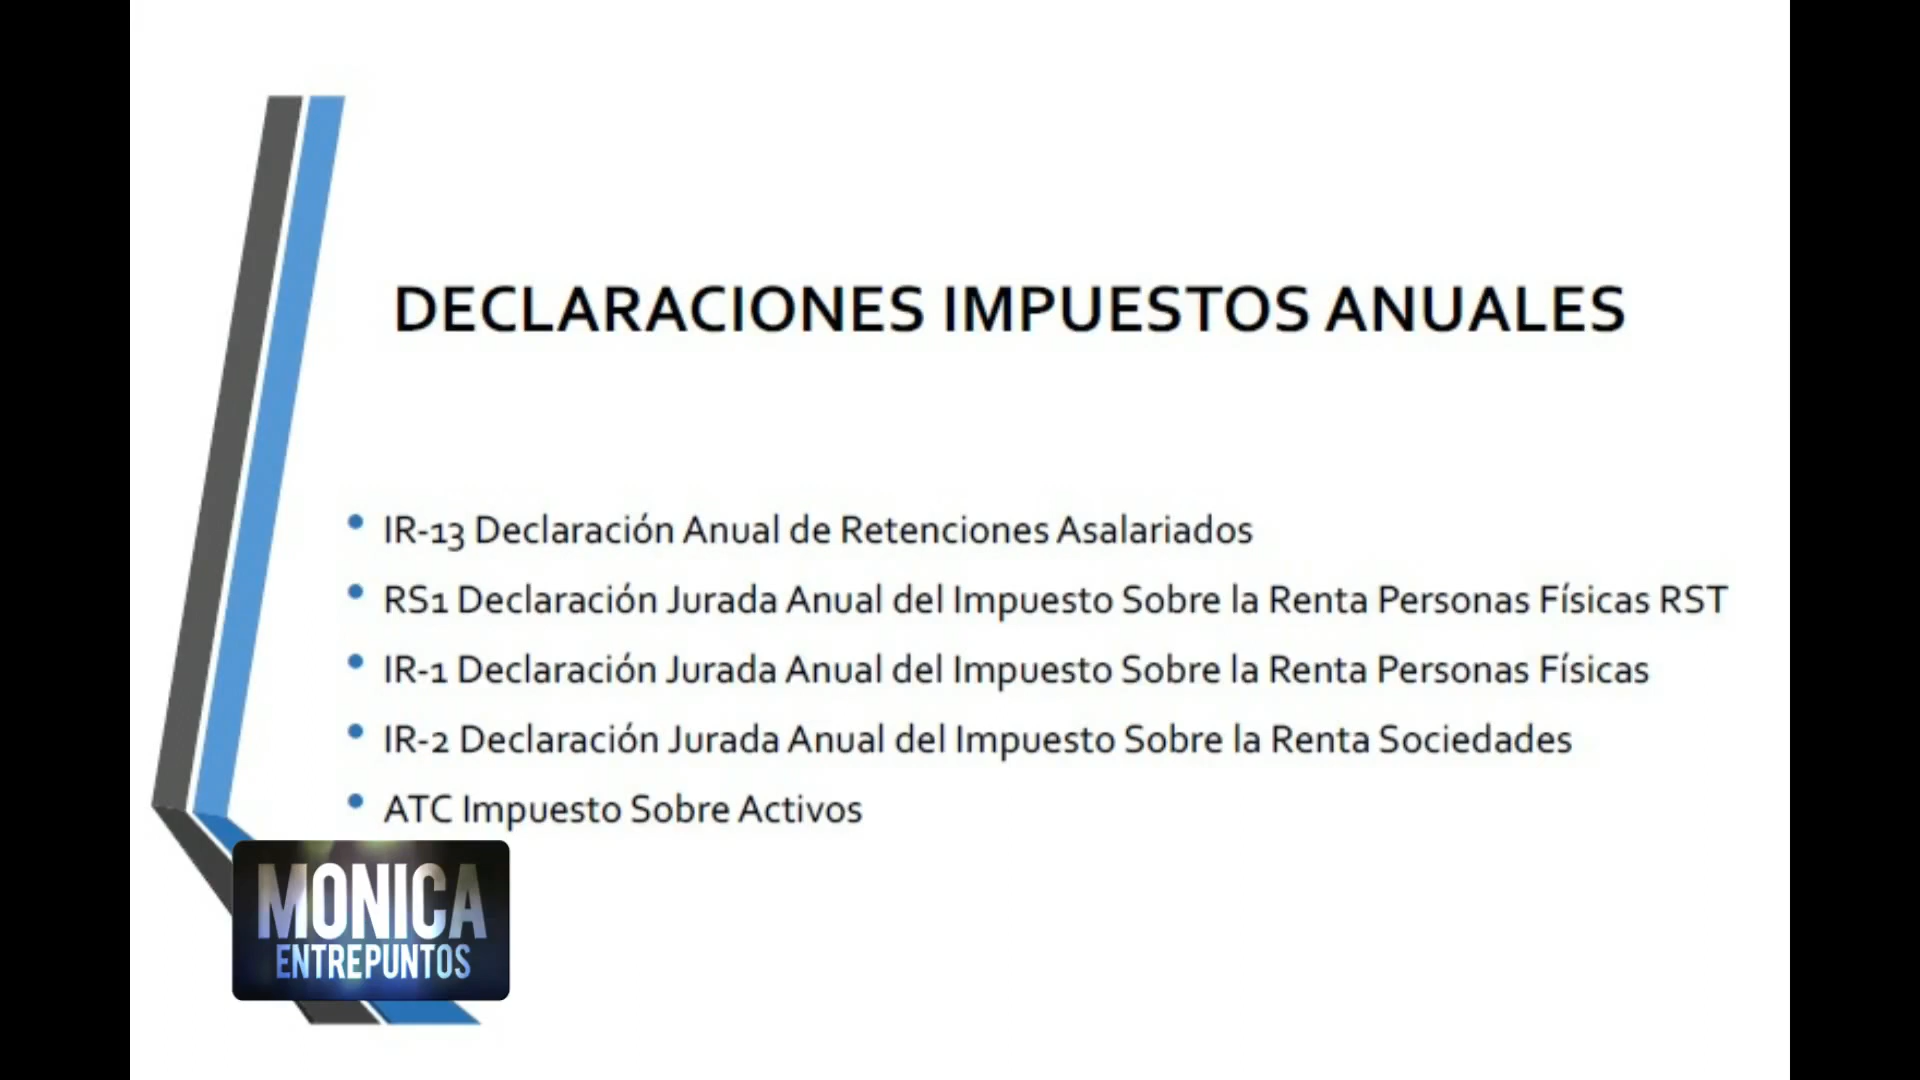 DECLARACIONES IMPUESTOS ANUALES
• IR-13 Declaración Anual de Retenciones Asalariados
• RS1 Declaración Jurada Anual del Impuesto Sobre la Renta Personas Físicas RST
• IR-1 Declaración Jurada Anual del Impuesto Sobre la Renta Personas Físicas
• IR-2 Declaración Jurada Anual del Impuesto Sobre la Renta Sociedades
• ATC Impuesto Sobre Activos
MONICA
ENTREPUNTOS